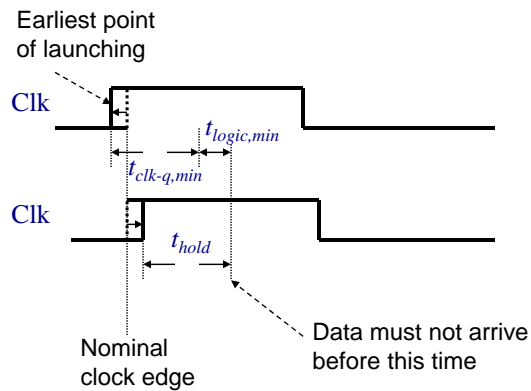 Earliest point
of launching
Clk
t_logic,min
t_clk-q,min
Clk
t_hold
Nominal
clock edge
Data must not arrive
before this time